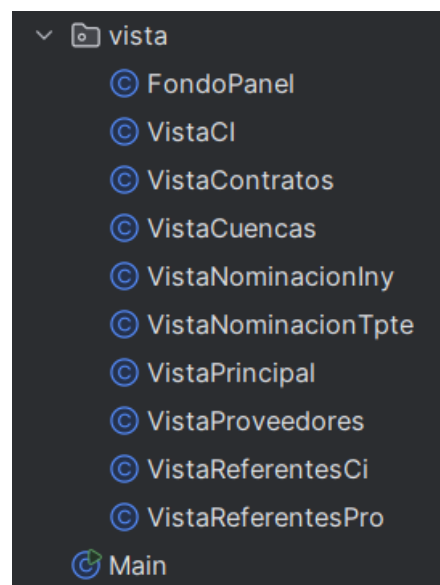 vista
FondoPanel
VistaCI
VistaContratos
VistaCuencas
VistaNominacionIny
VistaNominacionTpte
VistaPrincipal
VistaProveedores
VistaReferentesCi
VistaReferentesPro
Main